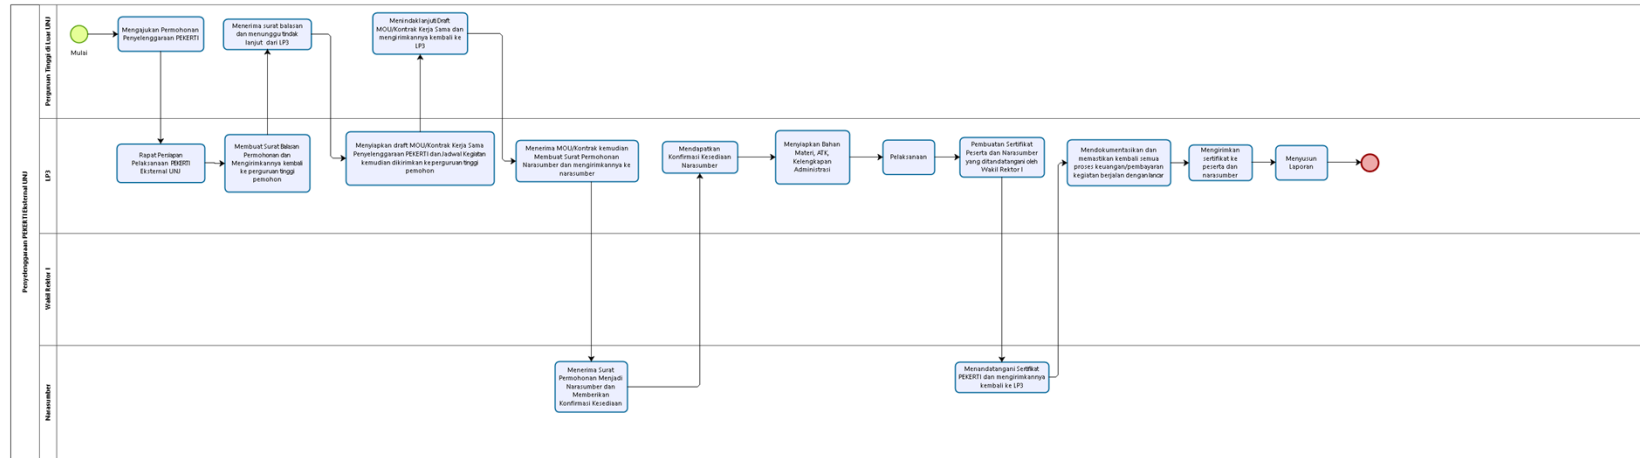 Penyelenggaraan PEKERTI Eksternal UNJ
Perguruan Tinggi di Luar UNJ
LP3
Wakil Rektor I
Narasumber
Mulai
Mengajukan Permohonan
Penyelenggaraan PEKERTI
Rapat Persiapan
Pelaksanaan PEKERTI
Eksternal UNJ
Membuat Surat Balasan
Permohonan dan
Mengirimkannya kembali
ke perguruan tinggi
pemohon
Menerima surat balasan
dan menunggu tindak
lanjut dari LP3
Menyiapkan draft MOU/Kontrak Kerja Sama
Penyelenggaraan PEKERTI dan Jadwal Kegiatan
kemudian dikirimkan ke perguruan tinggi
pemohon
Menindaklanjuti Draft
MOU/Kontrak Kerja Sama dan
mengirimkannya kembali ke
LP3
Menerima MOU/Kontrak kemudian
Membuat Surat Permohonan
Narasumber dan mengirimkannya ke
narasumber
Menerima Surat
Permohonan Menjadi
Narasumber dan
Memberikan
Konfirmasi Kesediaan
Mendapatkan
Konfirmasi Kesediaan
Narasumber
Menyiapkan Bahan
Materi, ATK,
Kelengkapan
Administrasi
Pelaksanaan
Pembuatan Sertifikat
Peserta dan Narasumber
yang ditandatangani oleh
Wakil Rektor I
Menandatangani Sertifikat
PEKERTI dan mengirimkannya
kembali ke LP3
Mendokumentasikan dan
memastikan kembali semua
proses keuangan/pembayaran
kegiatan berjalan dengan lancar
Mengirimkan
sertifikat ke
peserta dan
narasumber
Menyusun
Laporan